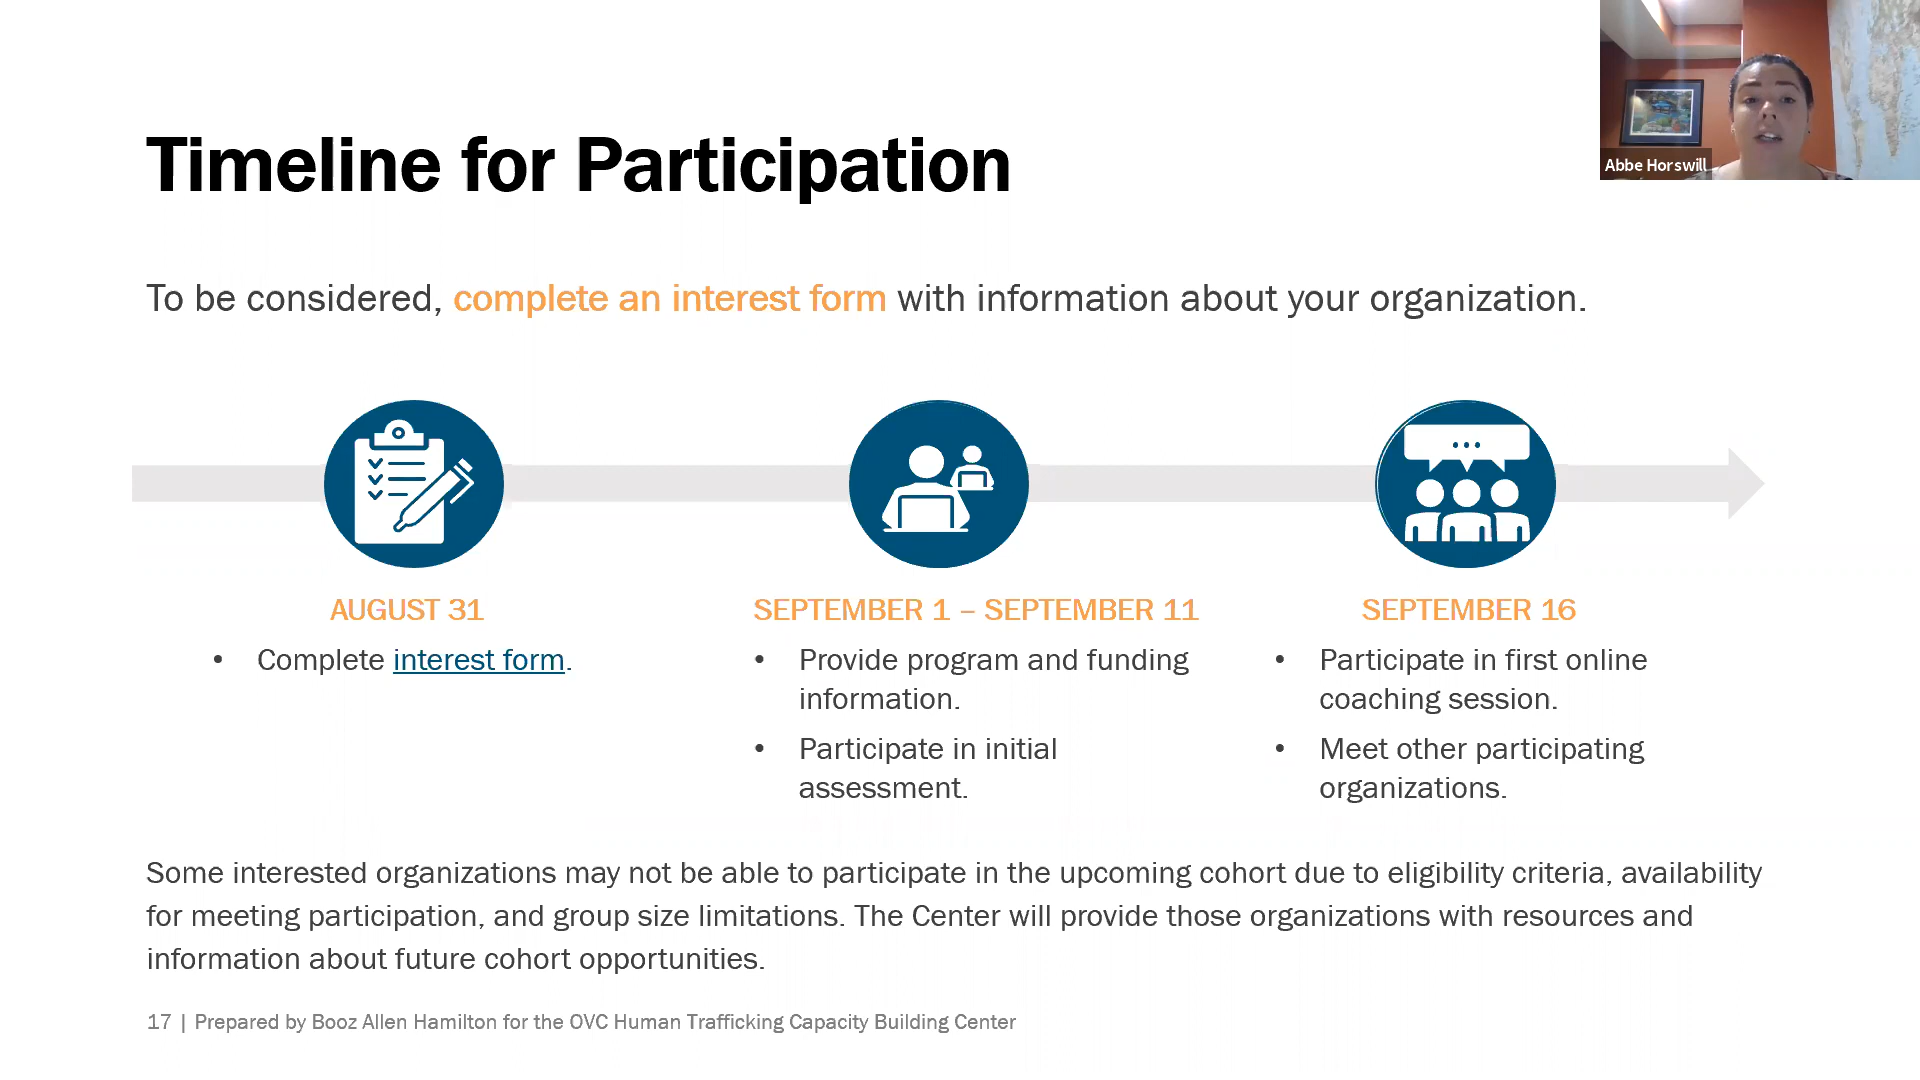 Abbe Horswill
Timeline for Participation
To be considered, complete an interest form with information about your organization.
AUGUST 31
• Complete interest form.
SEPTEMBER 1 – SEPTEMBER 11
• Provide program and funding
information.
• Participate in initial
assessment.
SEPTEMBER 16
• Participate in first online
coaching session.
• Meet other participating
organizations.
Some interested organizations may not be able to participate in the upcoming cohort due to eligibility criteria, availability
for meeting participation, and group size limitations. The Center will provide those organizations with resources and
information about future cohort opportunities.
17 | Prepared by Booz Allen Hamilton for the OVC Human Trafficking Capacity Building Center